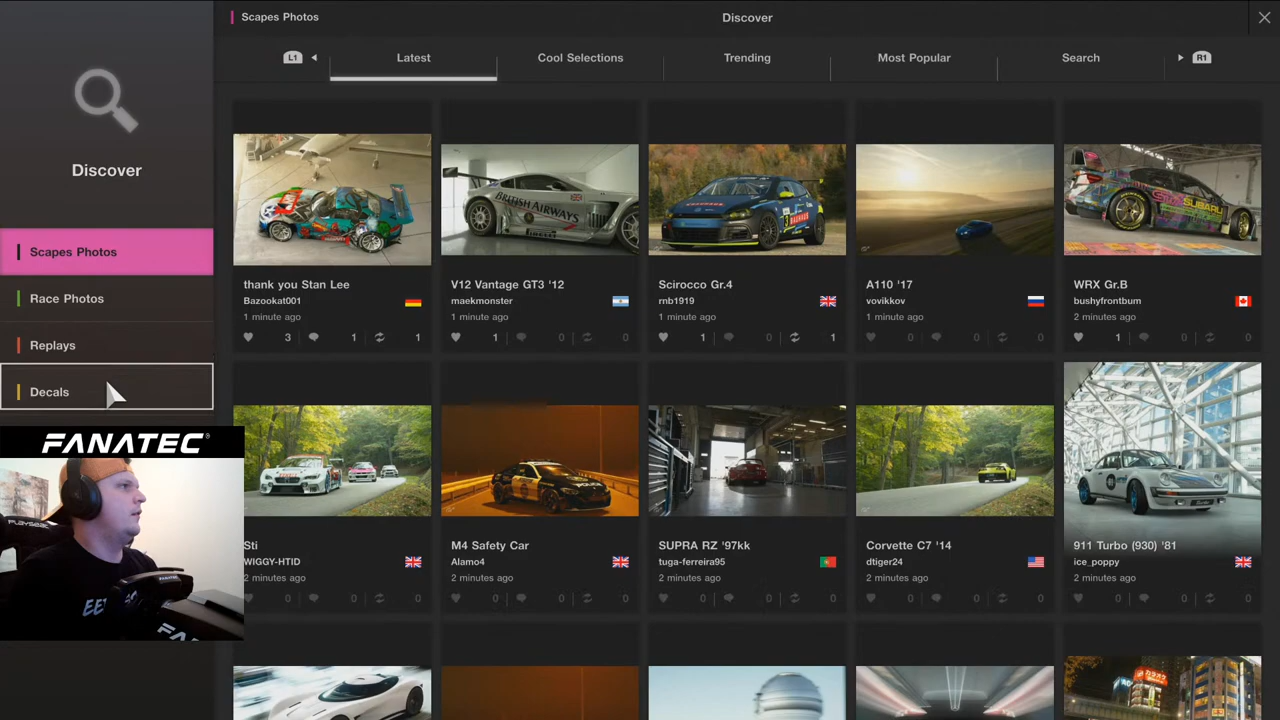 Scapes Photos
Discover
L1
Latest
Cool Selections
Trending
Most Popular
Search
R1
Discover
Scapes Photos
Race Photos
Replays
Decals
BRITISH AIRWAYS
SUBARU
thank you Stan Lee
Bazookat001
1 minute ago
3 1 1
V12 Vantage GT3 '12
maekmonster
1 minute ago
1 0 0
Scirocco Gr.4
rnb1919
1 minute ago
1 0 1
A110 '17
vovikkov
1 minute ago
0 0 0
WRX Gr.B
bushyfrontbum
2 minutes ago
1 0 0
FANATEC®
PLAYSEAT
Sti
WIGGY-HTID
2 minutes ago
0 0 0
M4 Safety Car
Alamo4
2 minutes ago
0 0 0
SUPRA RZ '97kk
tuga-ferreira95
2 minutes ago
0 0 0
Corvette C7 '14
dtiger24
2 minutes ago
0 0 0
911 Turbo (930) '81
ice_poppy
2 minutes ago
0 0 0